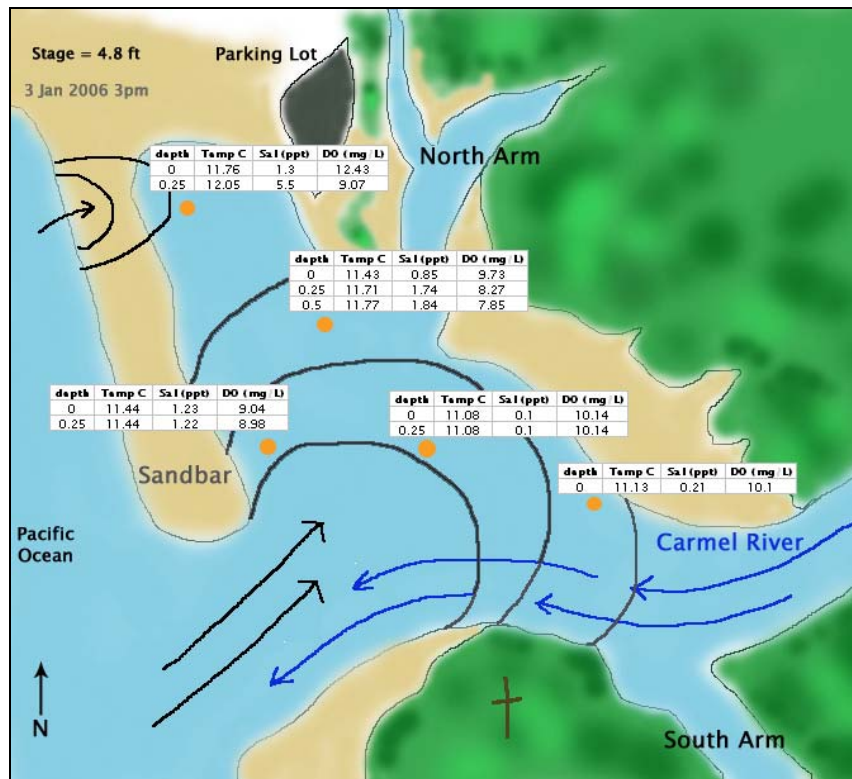 Stage = 4.8 ft
Parking Lot
3 Jan 2006 3pm
depth Temp C Sal (ppt) DO (mg/L)
0 11.76 1.3 12.43
0.25 12.05 5.5 9.07
North Arm
depth Temp C Sal (ppt) DO (mg/L)
0 11.43 0.85 9.73
0.25 11.71 1.74 8.27
0.5 11.77 1.84 7.85
depth Temp C Sal (ppt) DO (mg/L)
0 11.44 1.23 9.04
0.25 11.44 1.22 8.98
depth Temp C Sal (ppt) DO (mg/L)
0 11.08 0.1 10.14
0.25 11.08 0.1 10.14
Sandbar
depth Temp C Sal (ppt) DO (mg/L)
0 11.13 0.21 10.1
Pacific
Ocean
Carmel River
N
South Arm